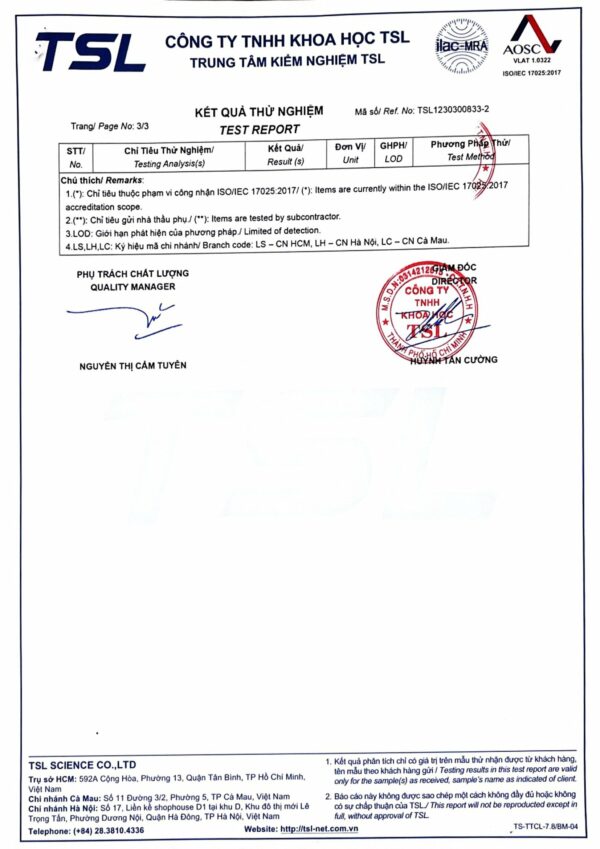 TSL
CÔNG TY TNHH KHOA HỌC TSL
TRUNG TÂM KIỂM NGHIỆM TSL
ilac-MRA
AOSC
VLAT 1.0322
ISO/IEC 17025:2017
KẾT QUẢ THỬ NGHIỆM
Mã số/ Ref. No: TSL1230300833-2
Trang/ Page No: 3/3
TEST REPORT
STT/ No.
Chỉ Tiêu Thử Nghiệm/ Testing Analysis(s)
Kết Quả/ Result (s)
Đơn Vị/ Unit
GHPH/ LOD
Phương Pháp Thử/ Test Method
Chú thích/ Remarks:
1.(*): Chỉ tiêu thuộc phạm vi công nhận ISO/IEC 17025:2017/ (*): Items are currently within the ISO/IEC 17025:2017
accreditation scope.
2.(**): Chỉ tiêu gửi nhà thầu phụ./ (**): Items are tested by subcontractor.
3.LOD: Giới hạn phát hiện của phương pháp./ Limited of detection.
4.LS,LH,LC: Ký hiệu mã chi nhánh/ Branch code: LS – CN HCM, LH – CN Hà Nội, LC – CN Cà Mau.
PHỤ TRÁCH CHẤT LƯỢNG
QUALITY MANAGER
GIÁM ĐỐC
DIRECTOR
CÔNG TY
TNHH
KHOA HỌC
TSL
THÀNH PHỐ HỒ CHÍ MINH
NGUYỄN THỊ CẨM TUYẾN
HUỲNH TẤN CƯỜNG
TSL
TSL SCIENCE CO.,LTD
Trụ sở HCM: 592A Cộng Hòa, Phường 13, Quận Tân Bình, TP Hồ Chí Minh,
Việt Nam
Chi nhánh Cà Mau: Số 11 Đường 3/2, Phường 5, TP Cà Mau, Việt Nam
Chi nhánh Hà Nội: Số 17, Liền kề shophouse D1 tại khu D, Khu đô thị mới Lê
Trọng Tấn, Phường Dương Nội, Quận Hà Đông, TP Hà Nội, Việt Nam
Telephone: (+84) 28.3810.4336
Website: http://tsl-net.com.vn
1. Kết quả phân tích chỉ có giá trị trên mẫu thử nhận được từ khách hàng,
tên mẫu theo khách hàng gửi / Testing results in this test report are valid
only for the sample(s) as received, sample's name as indicated of client.
2. Báo cáo này không được sao chép một cách không đầy đủ hoặc không
có sự chấp thuận của TSL./ This report will not be reproducted except in
full, without approval of TSL.
TS-TTCL-7.8/BM-04